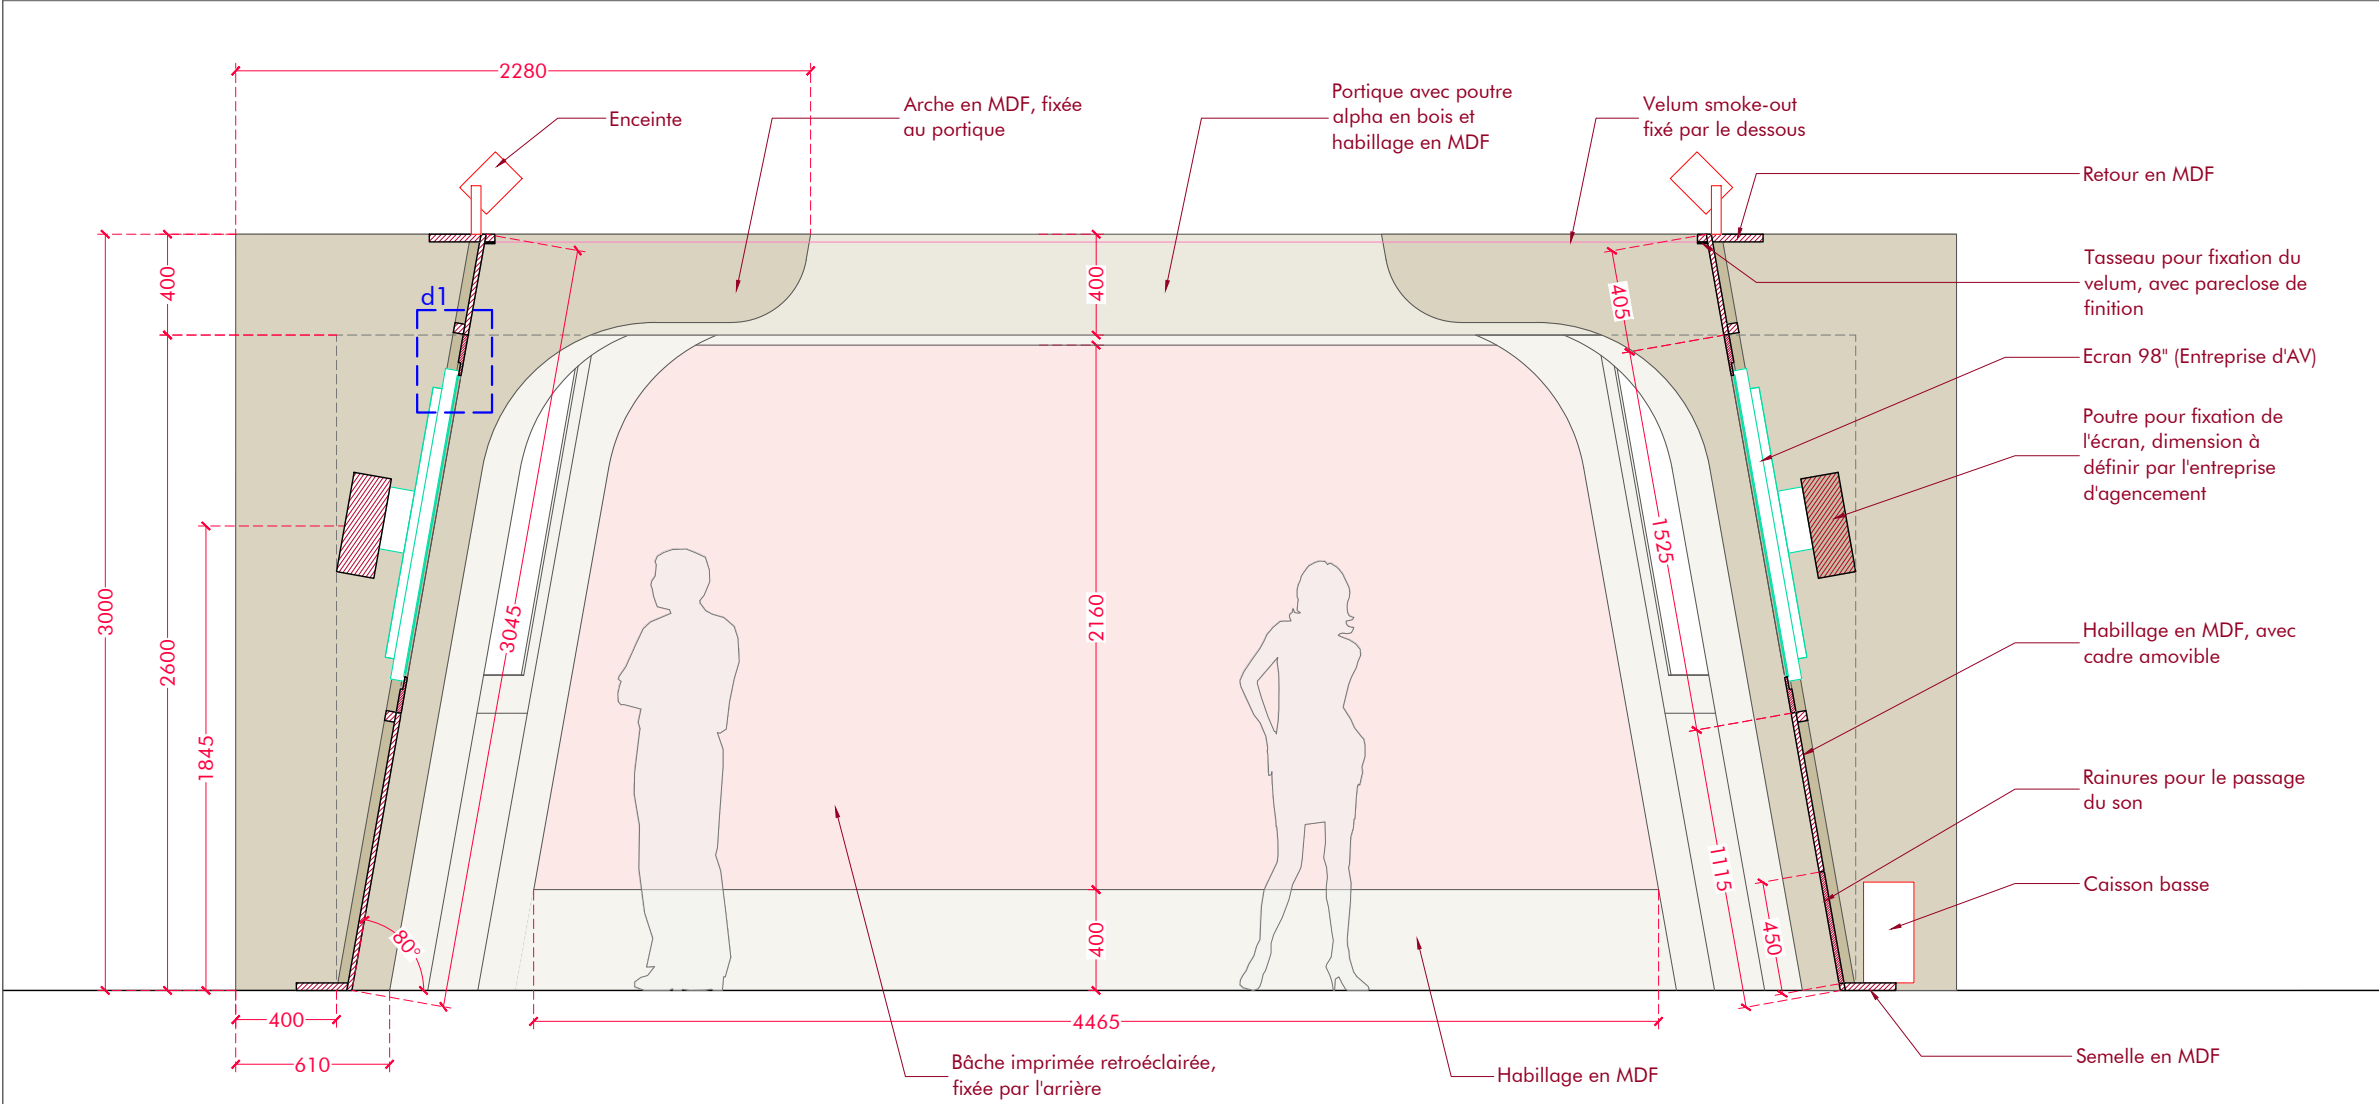 2280
Enceinte
Arche en MDF, fixée
au portique
Portique avec poutre
alpha en bois et
habillage en MDF
Velum smoke-out
fixé par le dessous
Retour en MDF
Tasseau pour fixation du
velum, avec pareclose de
finition
Ecran 98" (Entreprise d'AV)
Poutre pour fixation de
l'écran, dimension à
définir par l'entreprise
d'agencement
Habillage en MDF, avec
cadre amovible
Rainures pour le passage
du son
Caisson basse
Semelle en MDF
d1
400
400
405
3000
2600
1845
3045
2160
1525
1115
450
400
80°
400
610
4465
Bâche imprimée retroéclairée,
fixée par l'arrière
Habillage en MDF